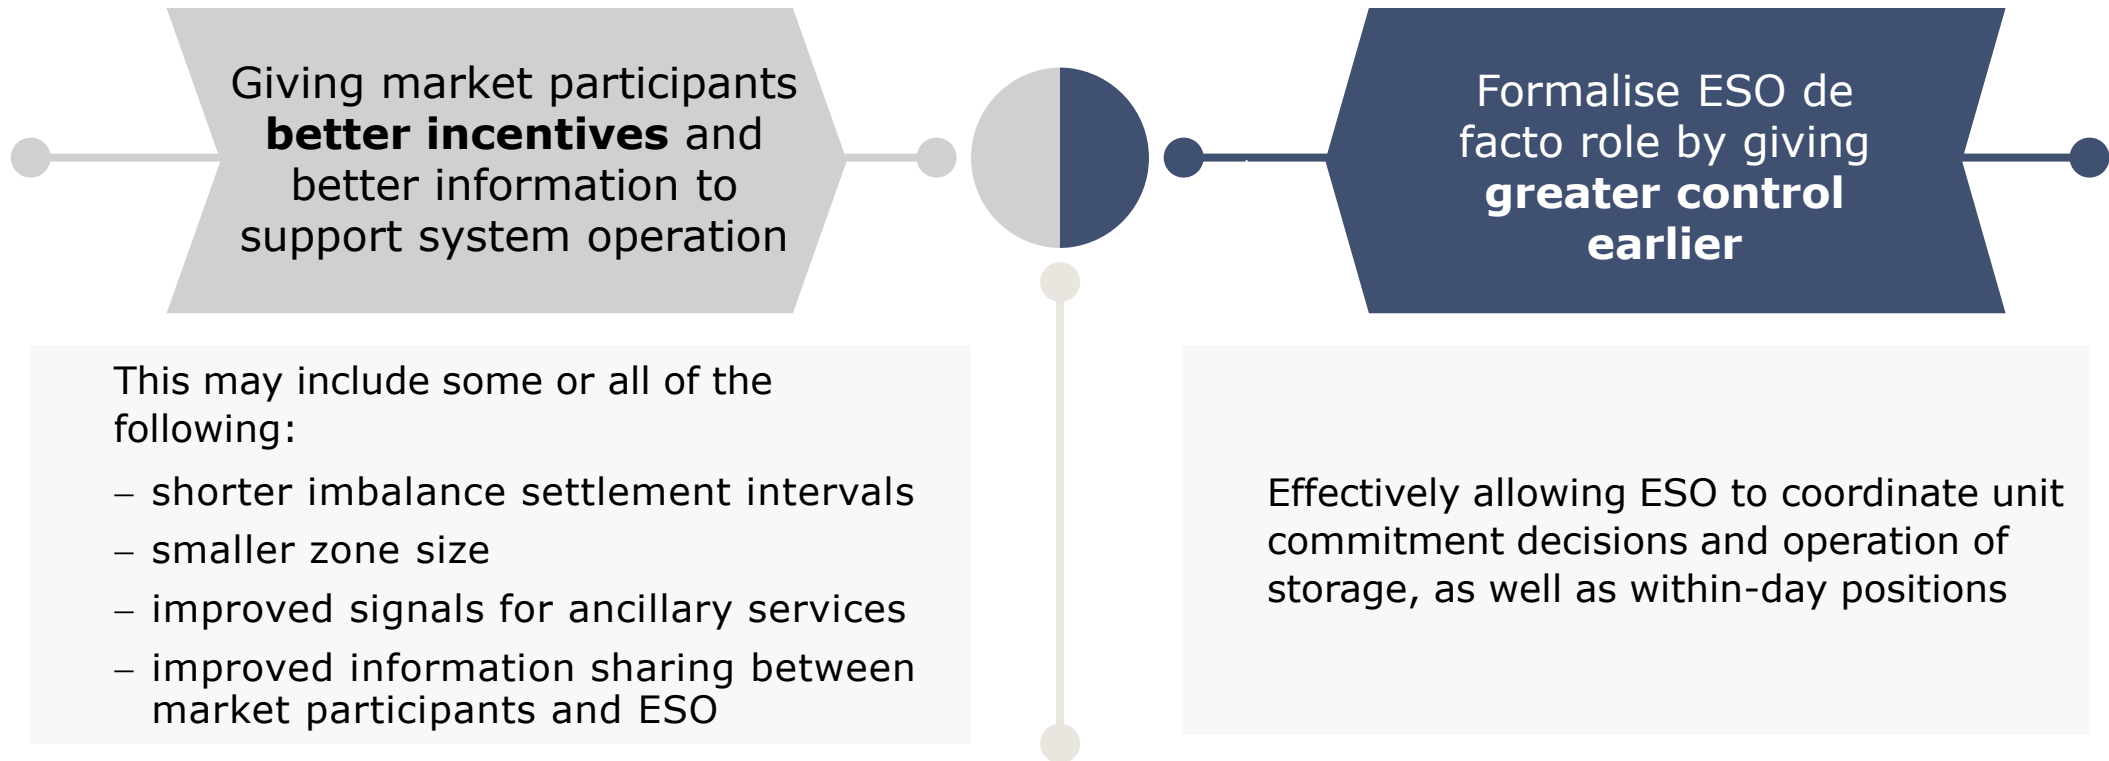 Giving market participants
better incentives and
better information to
support system operation
Formalise ESO de
facto role by giving
greater control
earlier
This may include some or all of the
following:
– shorter imbalance settlement intervals
– smaller zone size
– improved signals for ancillary services
– improved information sharing between
market participants and ESO
Effectively allowing ESO to coordinate unit
commitment decisions and operation of
storage, as well as within-day positions